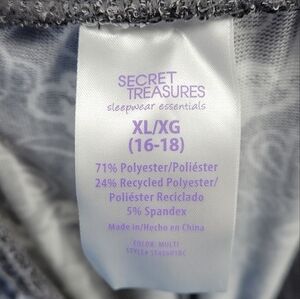 SECRET
TREASURES
sleepwear essentials
XL/XG
(16-18)
71% Polyester/Poliéster
24% Recycled Polyester/
Poliéster Reciclado
5% Spandex
Made in/Hecho en China
COLOR: MULTI
STYLE#